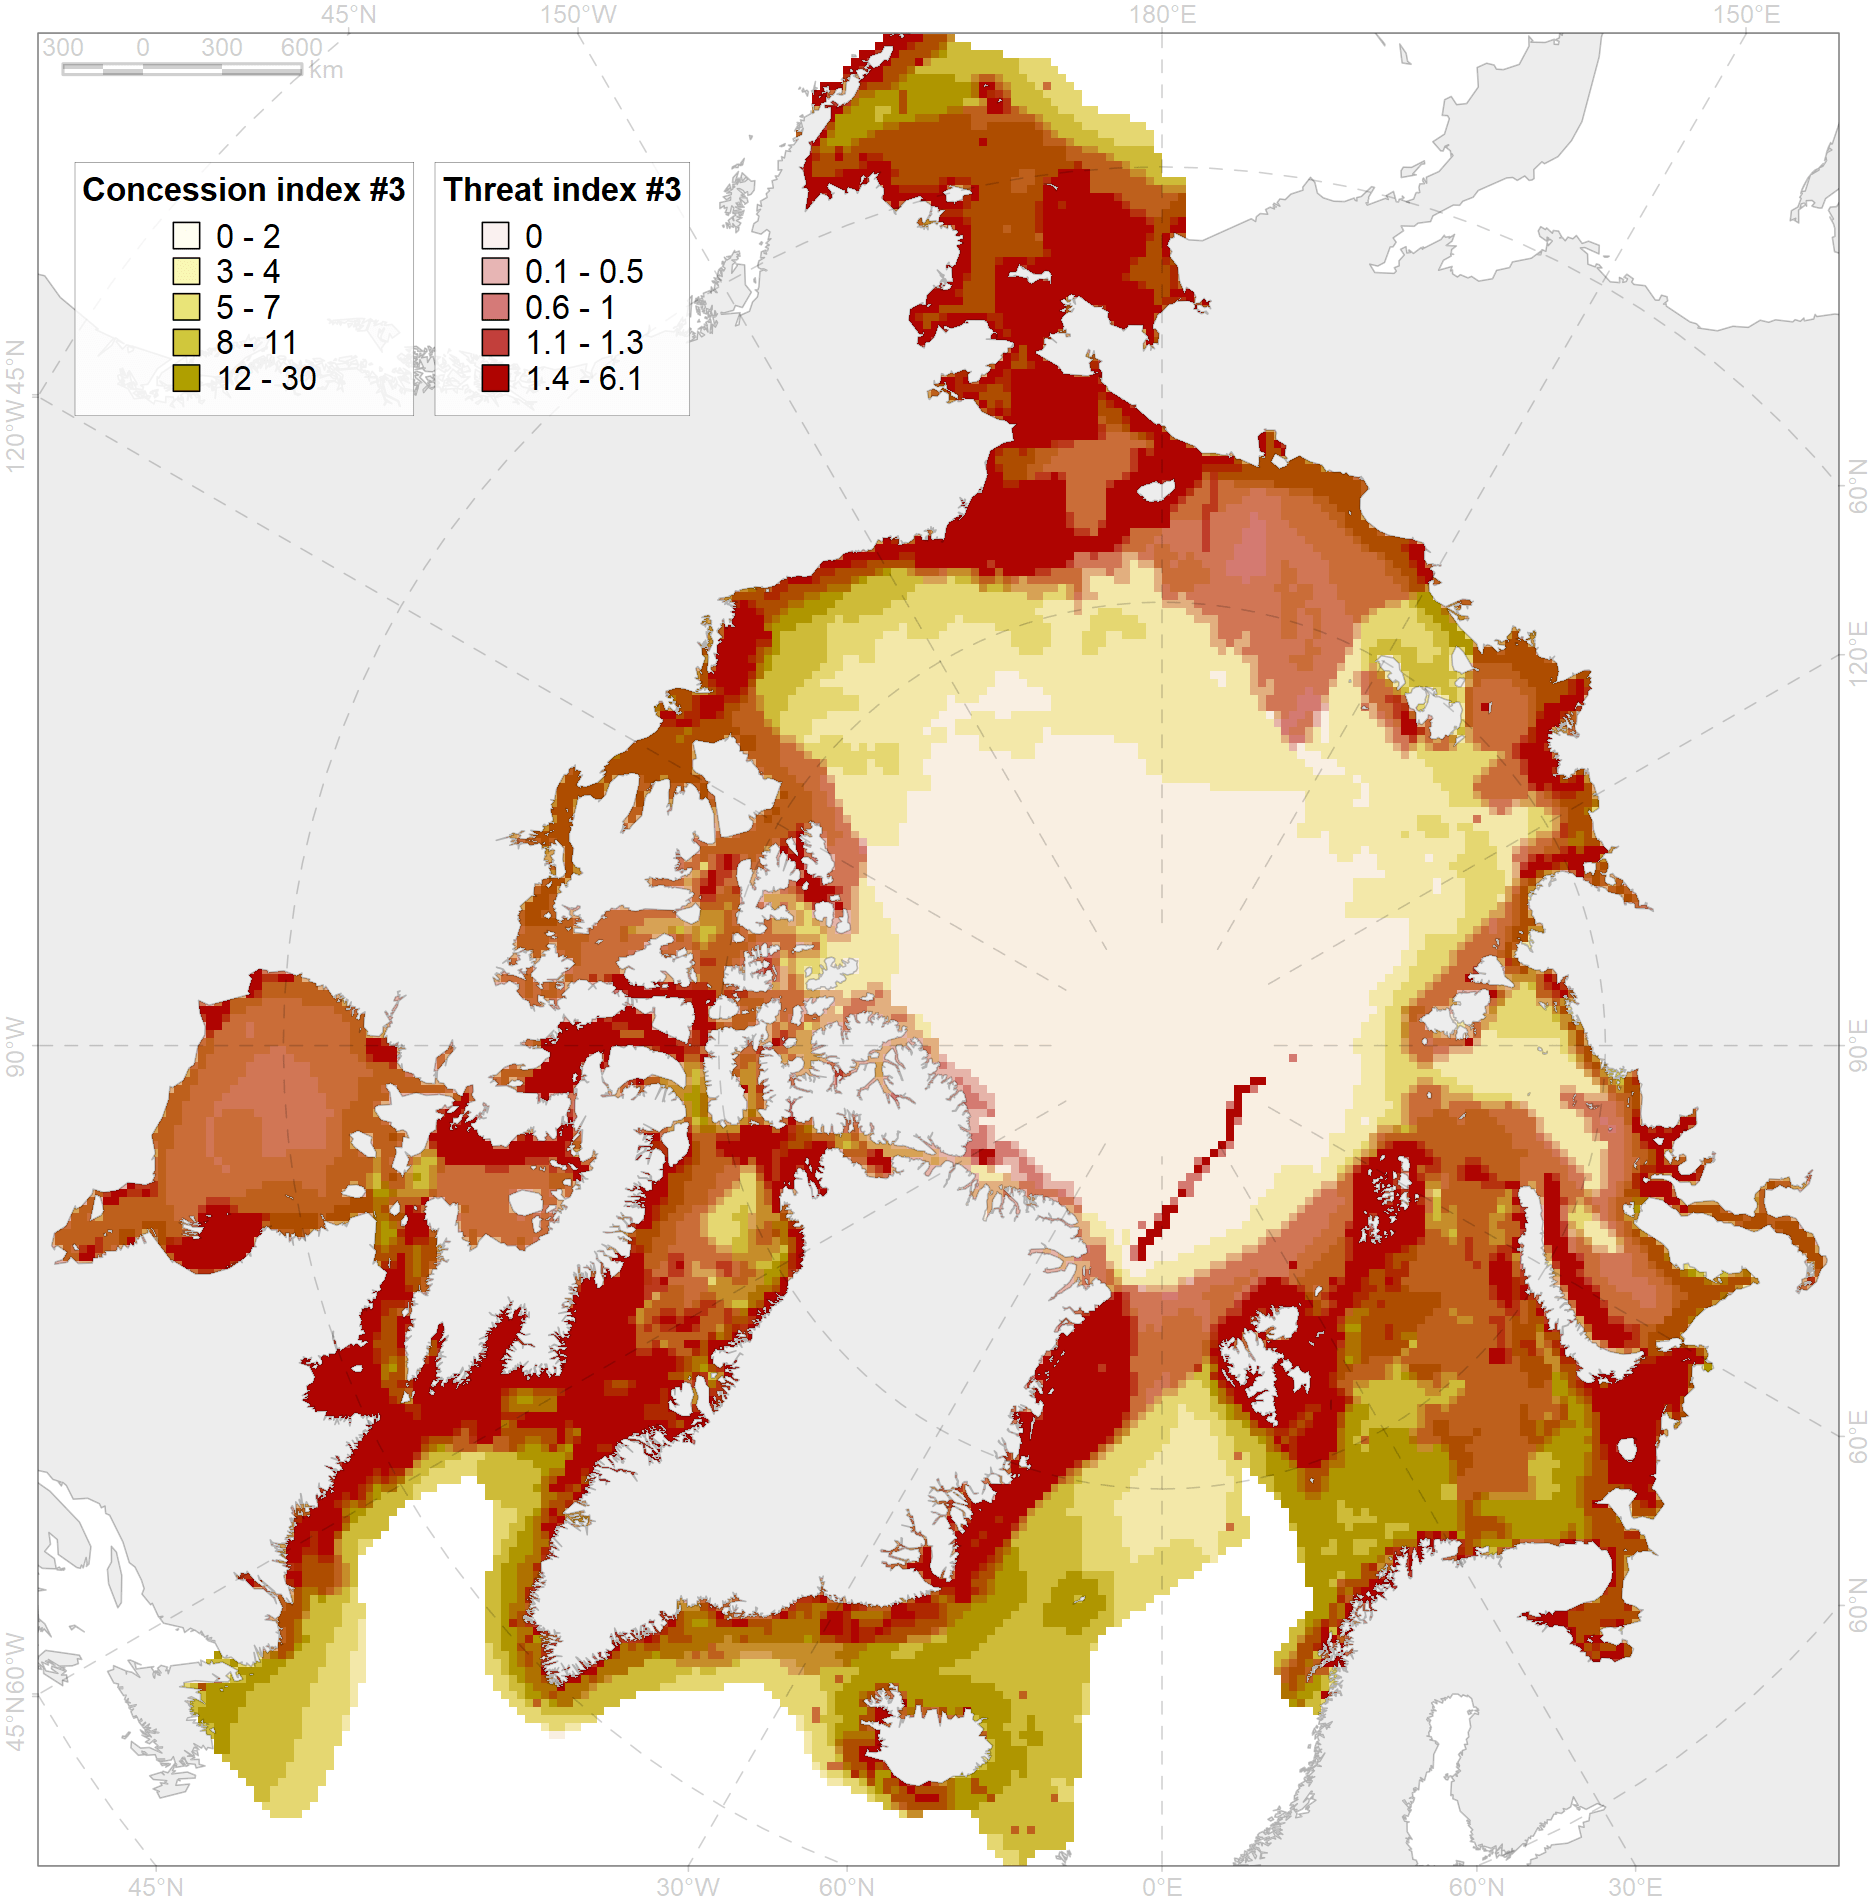 45°N 150°W 180°E 150°E
300 0 300 600
km
Concession index #3
0 - 2
3 - 4
5 - 7
8 - 11
12 - 30
Threat index #3
0
0.1 - 0.5
0.6 - 1
1.1 - 1.3
1.4 - 6.1
45°N
120°W
90°W
60°W
45°N
60°N
120°E
90°E
60°E
60°N
45°N 30°W 60°N 0°E 60°N 30°E